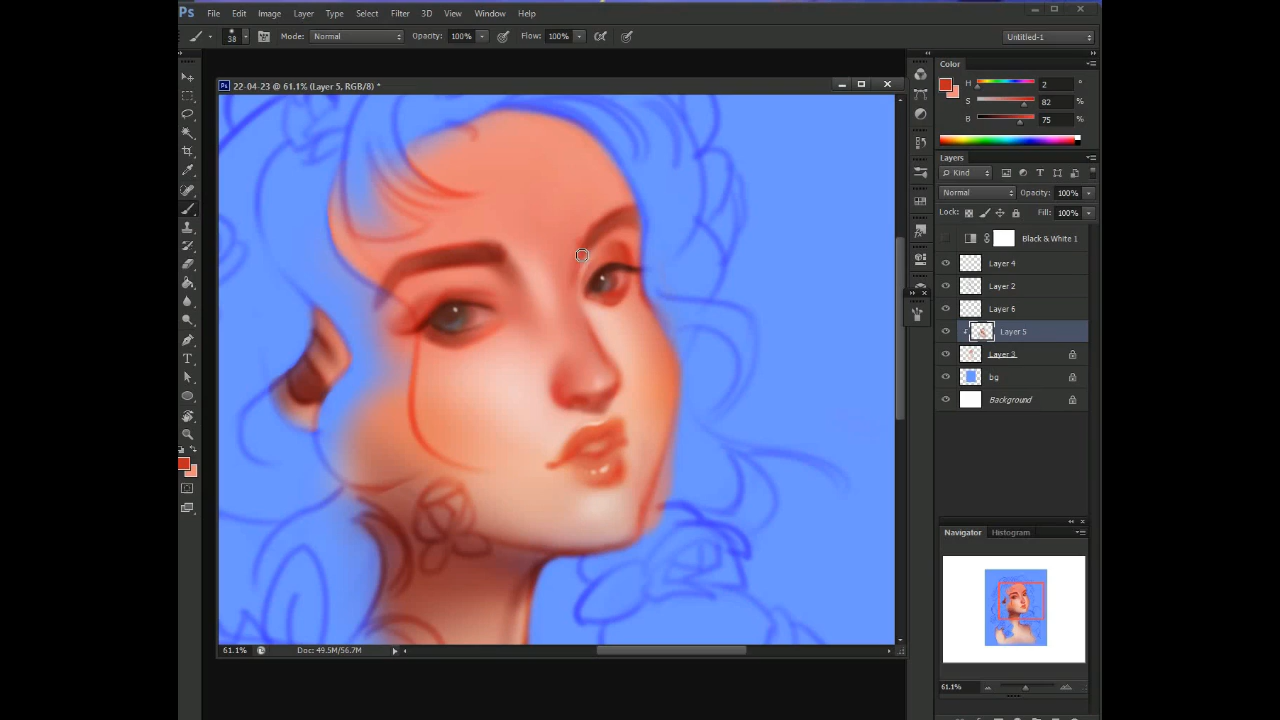 Ps File Edit Image Layer Type Select Filter 3D View Window Help
38 Mode: Normal Opacity: 100% Flow: 100% Untitled-1
22-04-23 @ 61.1% (Layer 5, RGB/8) *
Color
H 2 °
S 82 %
B 75 %
Layers
Kind
Normal Opacity: 100%
Lock: Fill: 100%
Black & White 1
Layer 4
Layer 2
Layer 6
Layer 5
Layer 3
bg
Background
Navigator Histogram
61.1%
61.1% Doc: 49.5M/56.7M